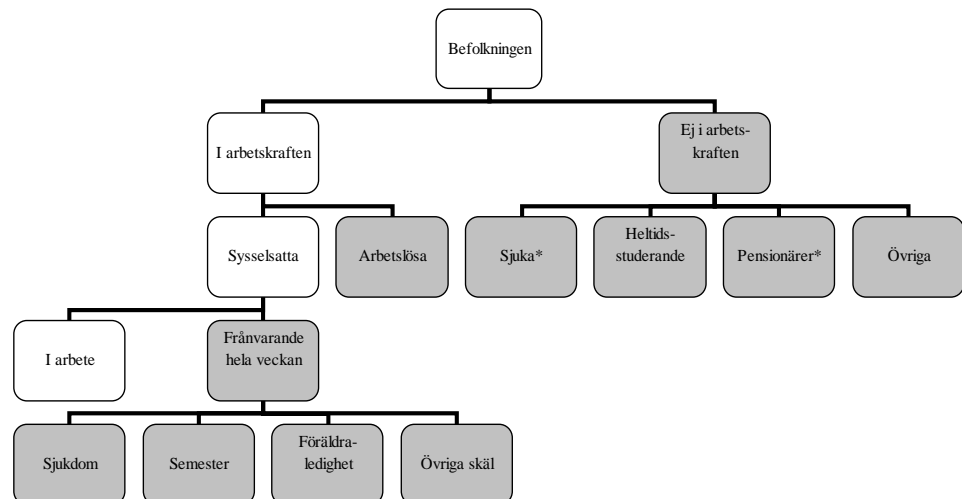 Befolkningen
I arbetskraften
Ej i arbets-
kraften
Sysselsatta
Arbetslösa
Sjuka*
Heltids-
studerande
Pensionärer*
Övriga
I arbete
Frånvarande
hela veckan
Sjukdom
Semester
Föräldra-
ledighet
Övriga skäl